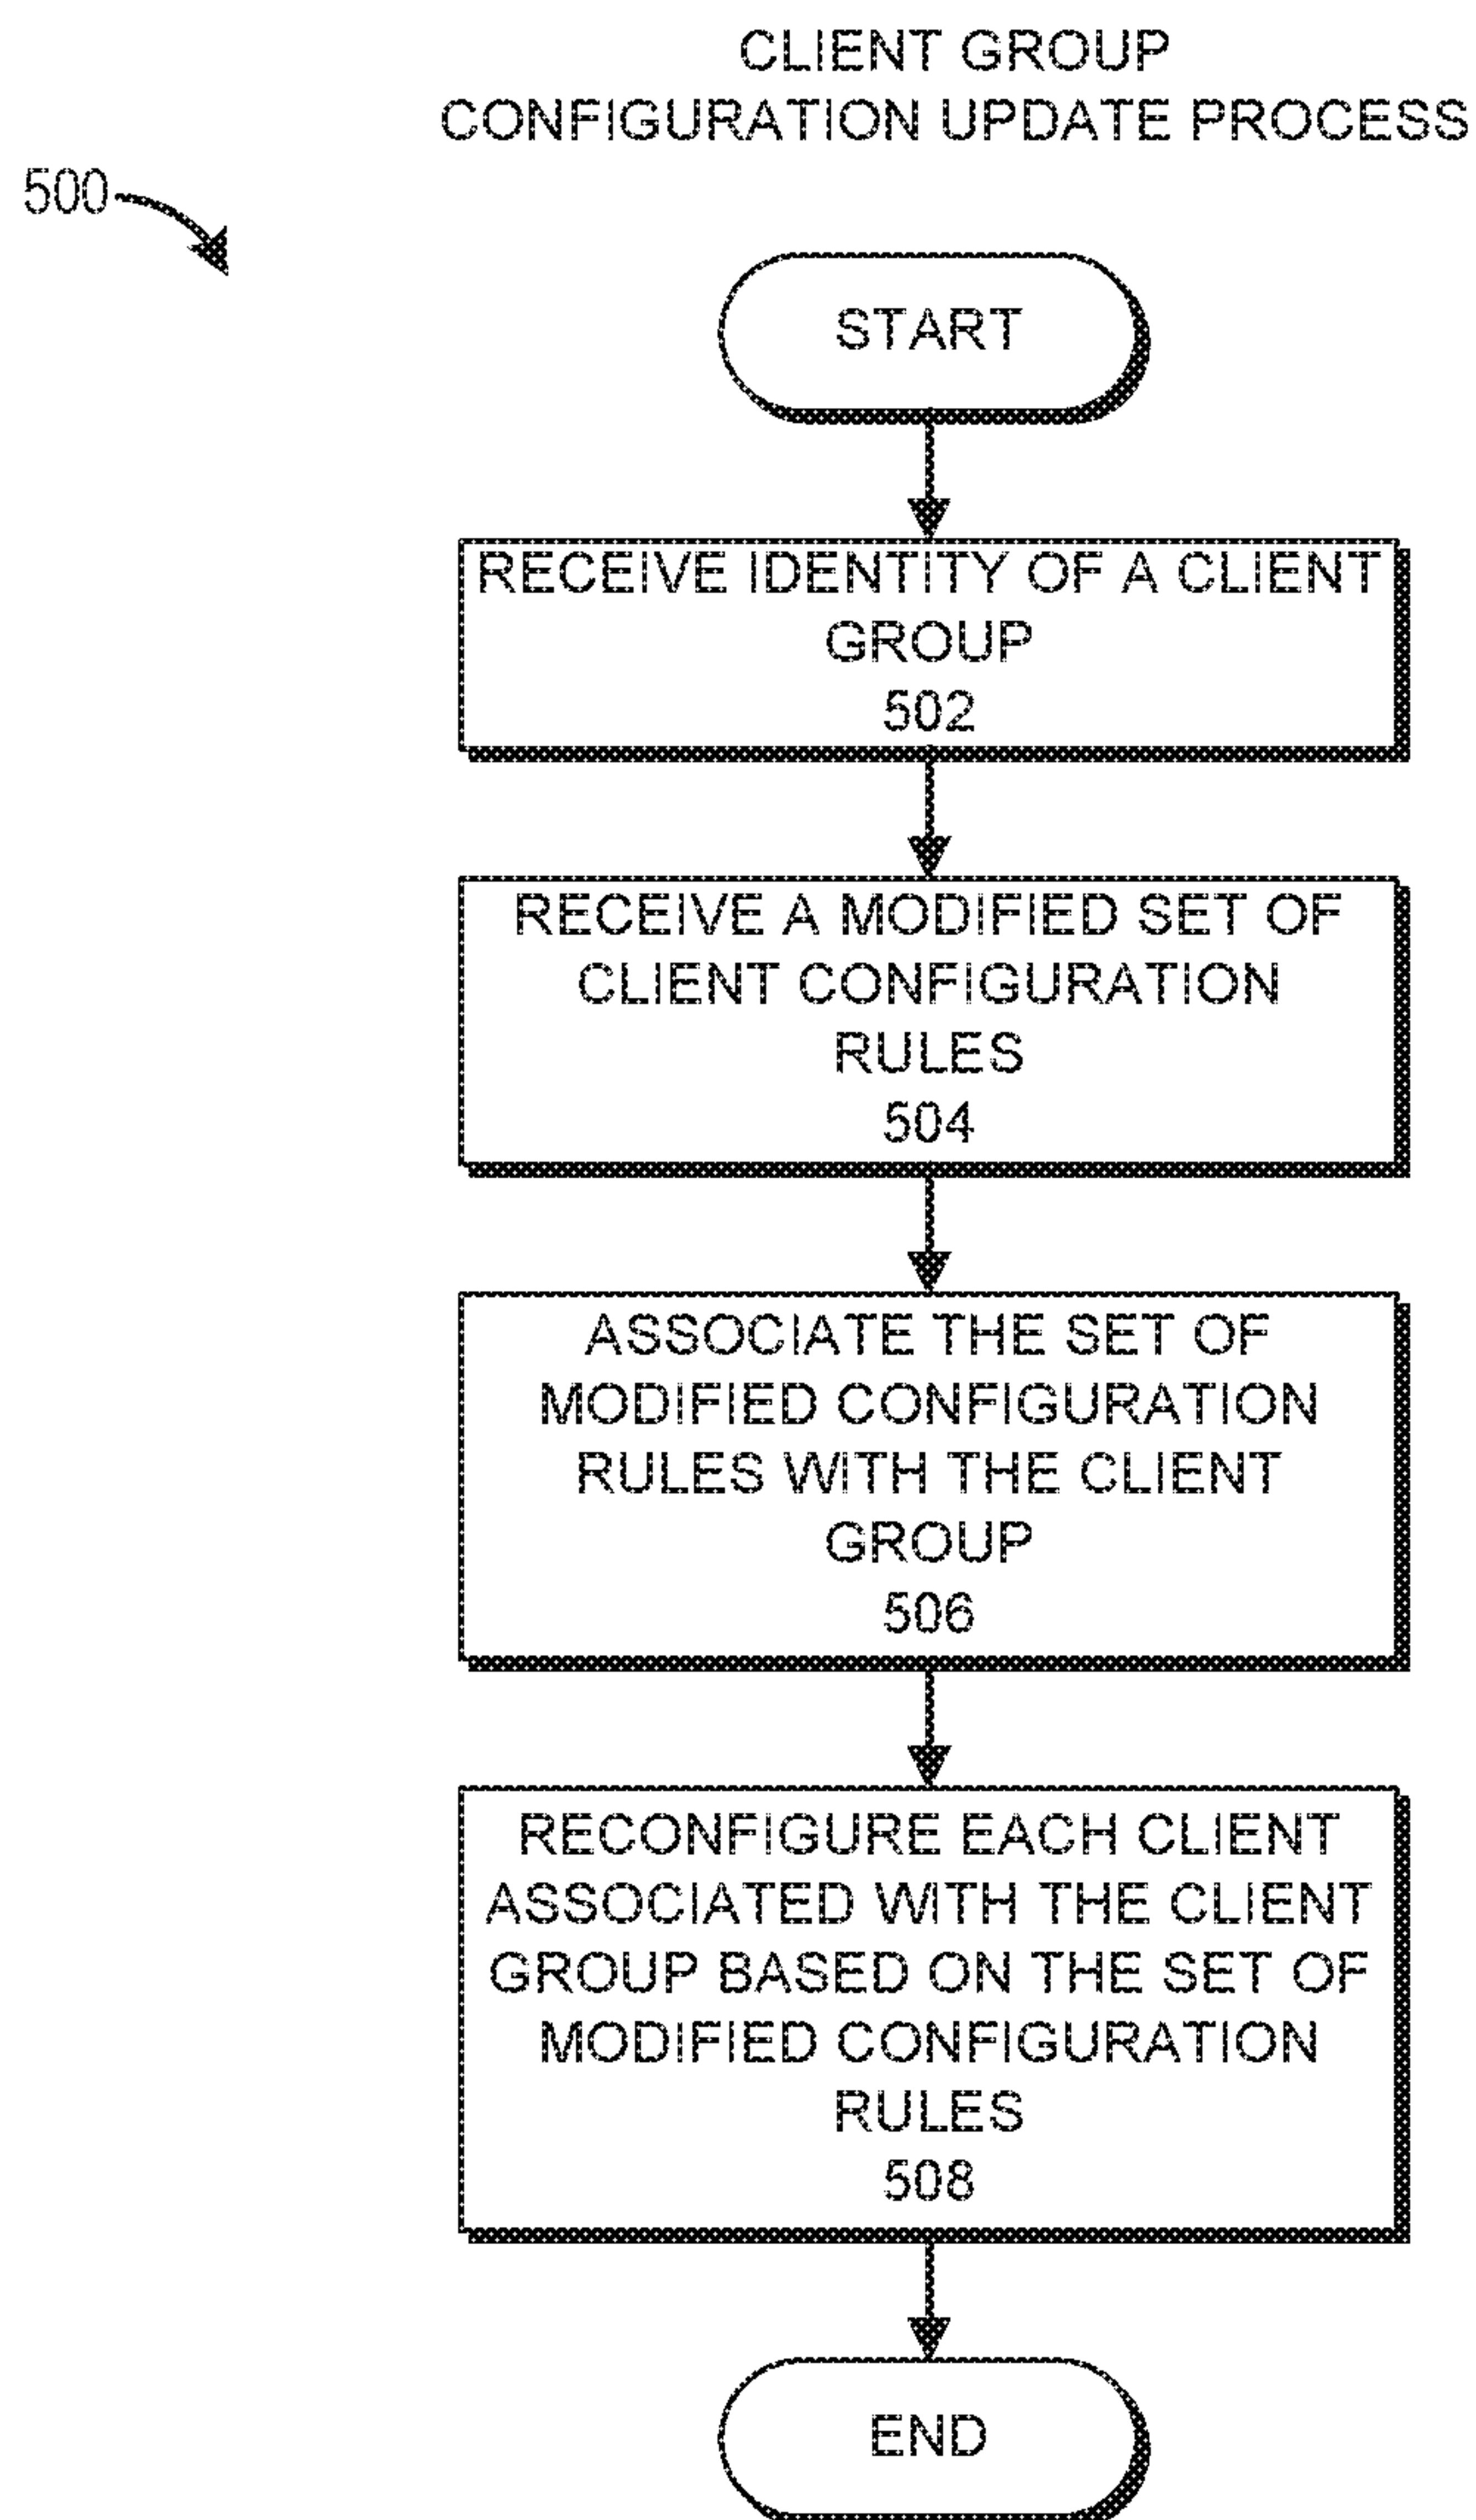 CLIENT GROUP
CONFIGURATION UPDATE PROCESS
500
START
RECEIVE IDENTITY OF A CLIENT
GROUP
502
RECEIVE A MODIFIED SET OF
CLIENT CONFIGURATION
RULES
504
ASSOCIATE THE SET OF
MODIFIED CONFIGURATION
RULES WITH THE CLIENT
GROUP
506
RECONFIGURE EACH CLIENT
ASSOCIATED WITH THE CLIENT
GROUP BASED ON THE SET OF
MODIFIED CONFIGURATION
RULES
508
END